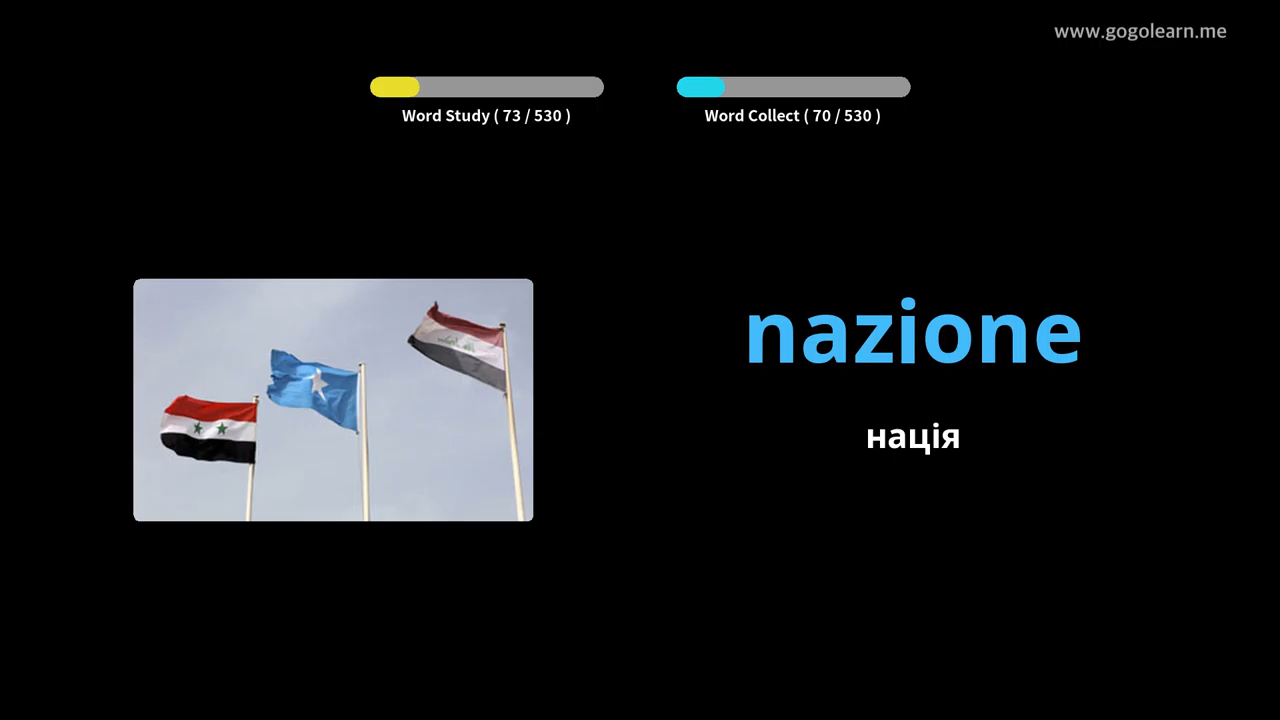 www.gogolearn.me
Word Study ( 73 / 530 )
Word Collect ( 70 / 530 )
nazione
нація